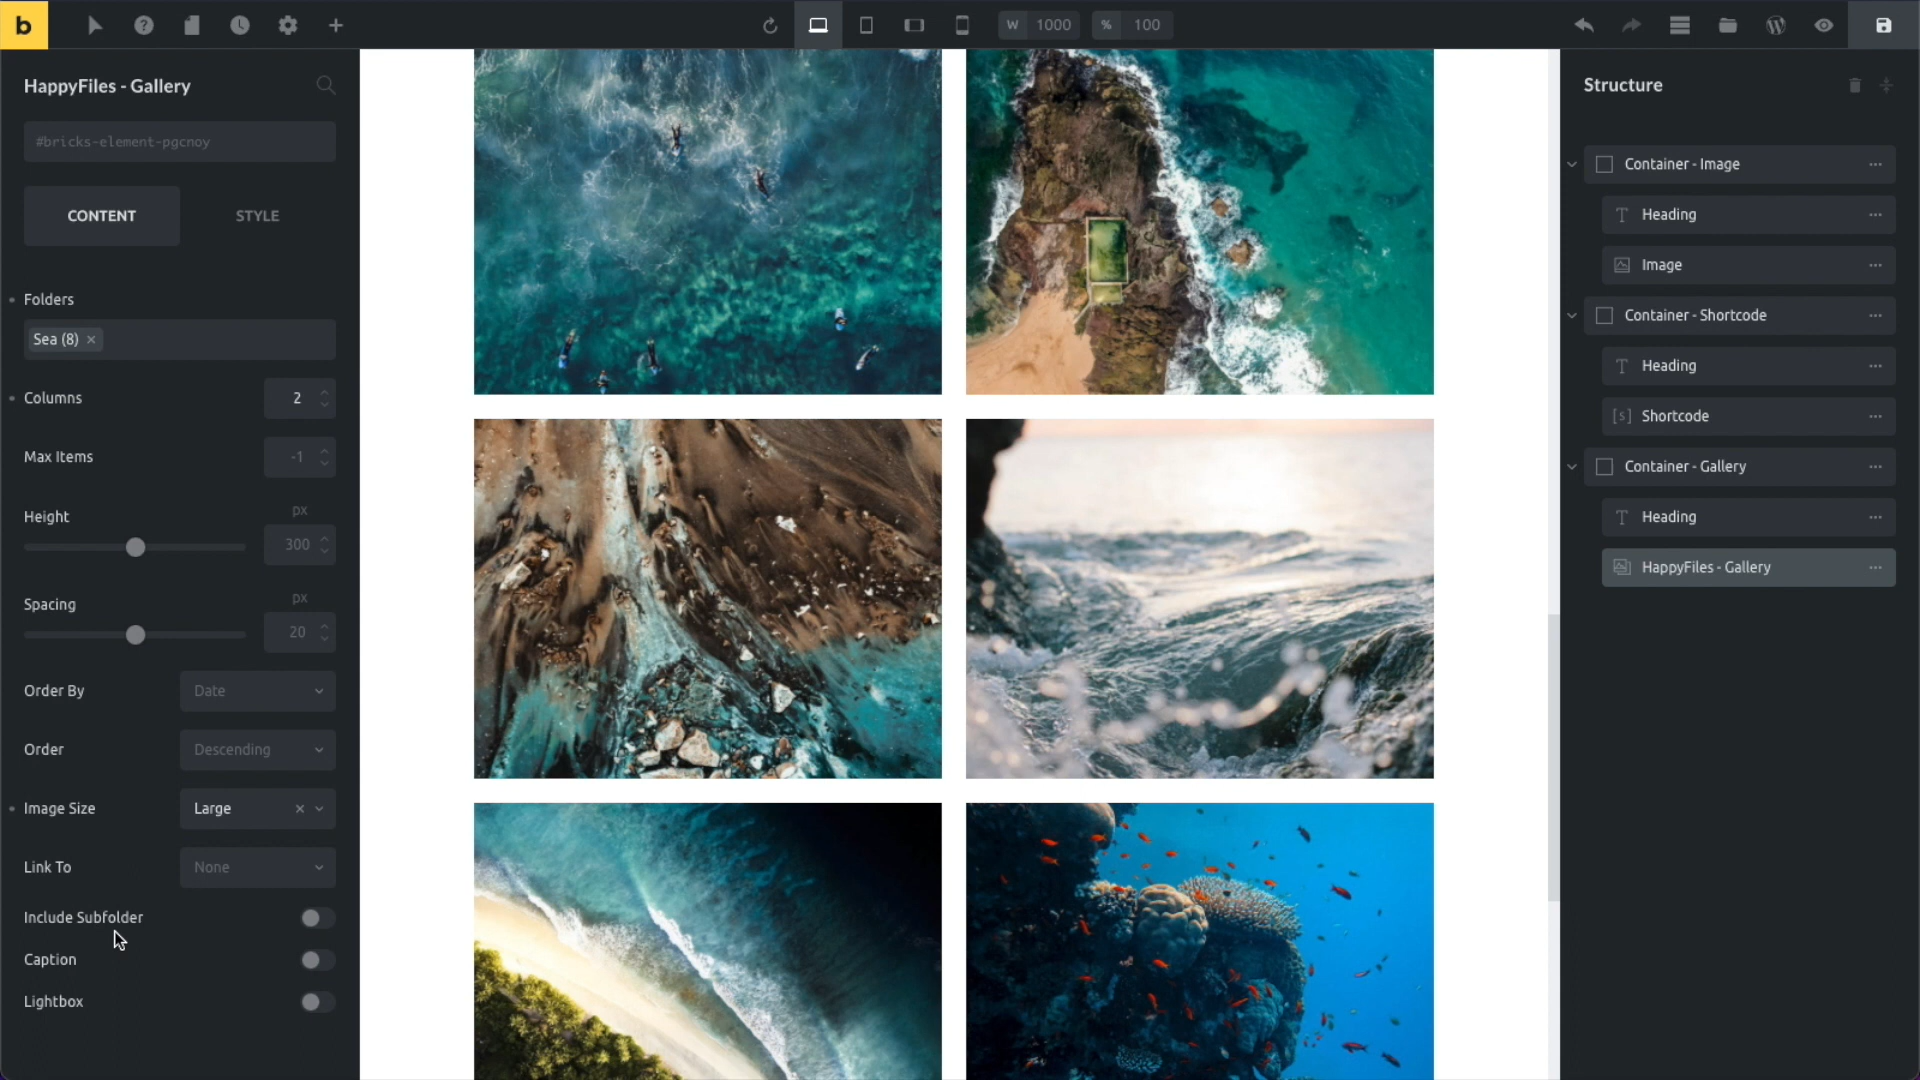 b
W 1000 % 100
HappyFiles - Gallery
#bricks-element-pgcnoy
CONTENT STYLE
Folders
Sea (8) ×
Columns 2
Max Items -1
px
Height 300
px
Spacing 20
Order By Date
Order Descending
Image Size Large ×
Link To None
Include Subfolder
Caption
Lightbox
Structure
Container - Image
Heading
Image
Container - Shortcode
Heading
[s] Shortcode
Container - Gallery
Heading
HappyFiles - Gallery